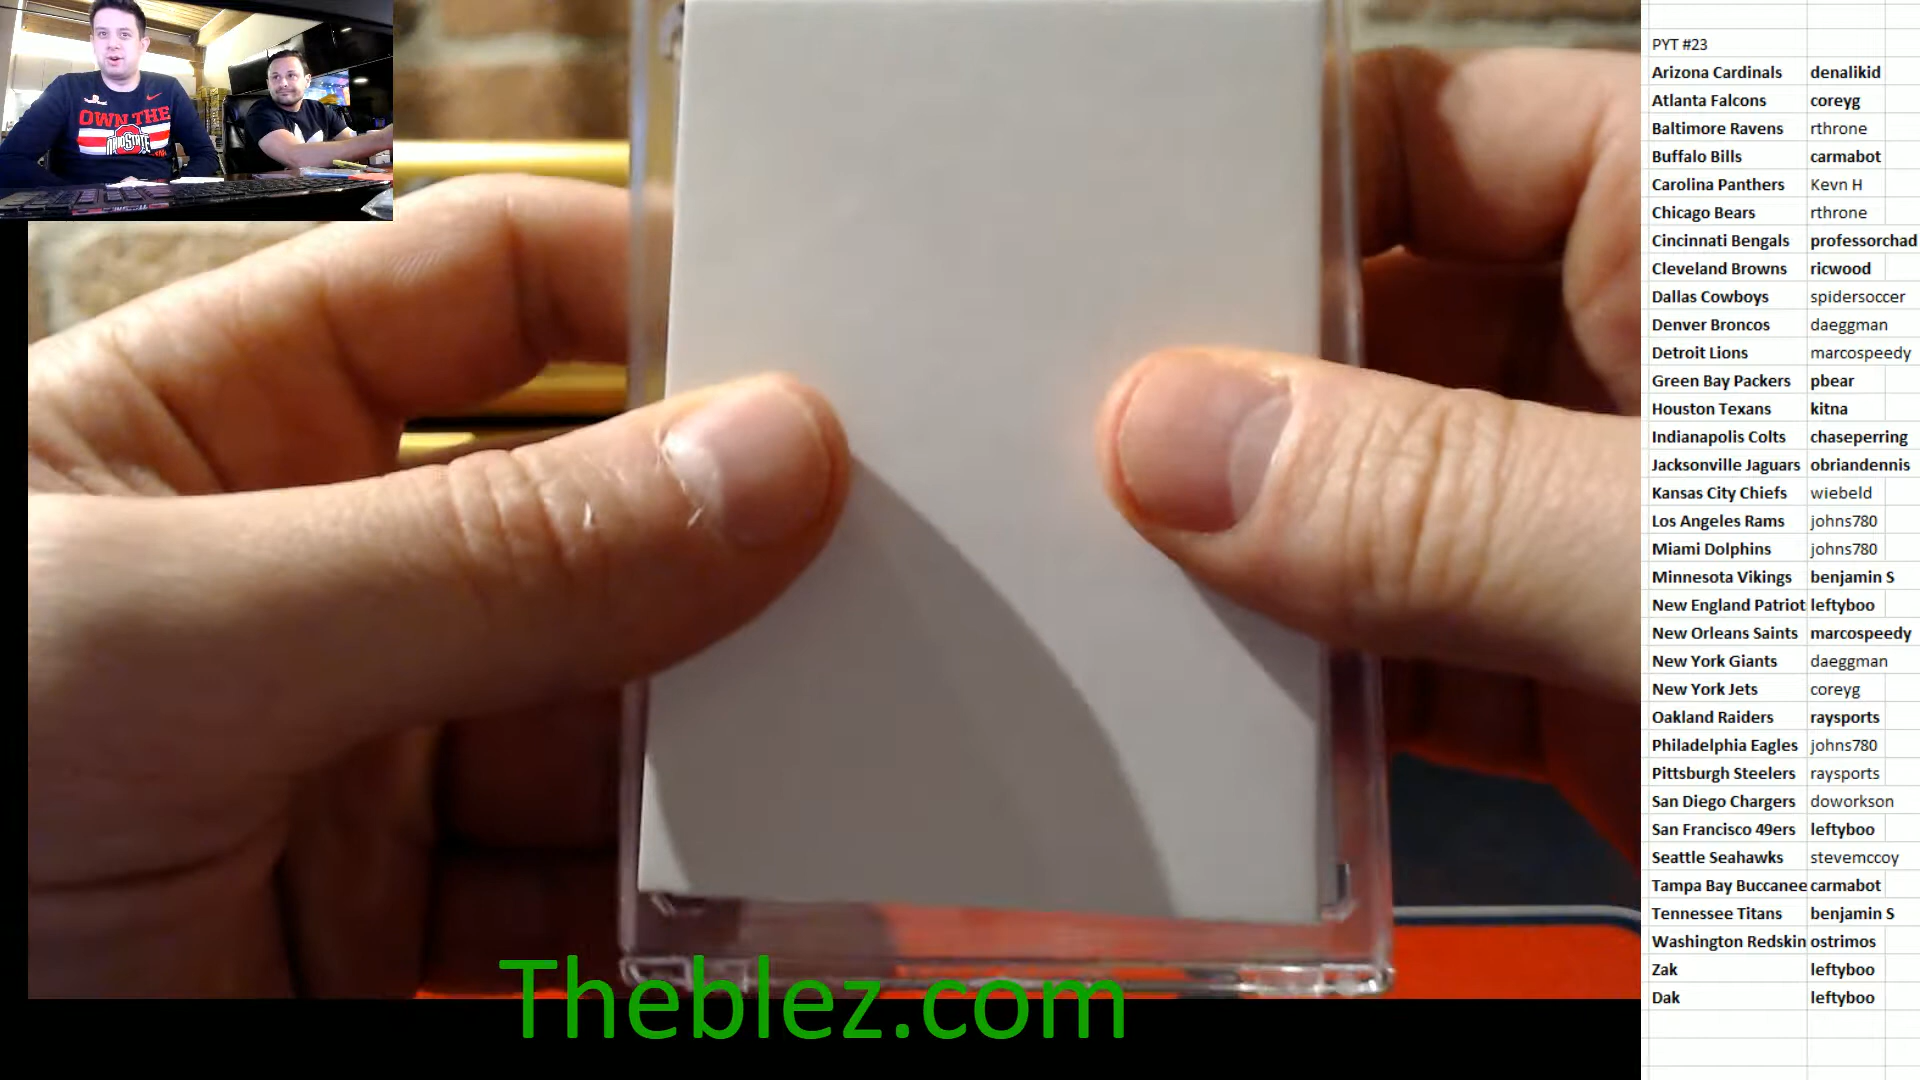 OWN THE
OHIO STATE
PYT #23
Arizona Cardinals denalikid
Atlanta Falcons coreyg
Baltimore Ravens rthrone
Buffalo Bills carmabot
Carolina Panthers Kevn H
Chicago Bears rthrone
Cincinnati Bengals professorchad
Cleveland Browns ricwood
Dallas Cowboys spidersoccer
Denver Broncos daeggman
Detroit Lions marcospeedy
Green Bay Packers pbear
Houston Texans kitna
Indianapolis Colts chaseperring
Jacksonville Jaguars obriandennis
Kansas City Chiefs wiebeld
Los Angeles Rams johns780
Miami Dolphins johns780
Minnesota Vikings benjamin S
New England Patriot leftyboo
New Orleans Saints marcospeedy
New York Giants daeggman
New York Jets coreyg
Oakland Raiders raysports
Philadelphia Eagles johns780
Pittsburgh Steelers raysports
San Diego Chargers doworkson
San Francisco 49ers leftyboo
Seattle Seahawks stevemccoy
Tampa Bay Buccanee carmabot
Tennessee Titans benjamin S
Washington Redskin ostrimos
Zak leftyboo
Dak leftyboo
Theblez.com